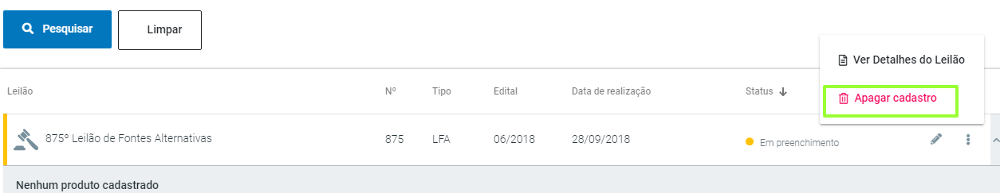 Pesquisar
Limpar
Ver Detalhes do Leilão
Apagar cadastro
Leilão Nº Tipo Edital Data de realização Status
875º Leilão de Fontes Alternativas 875 LFA 06/2018 28/09/2018 Em preenchimento
Nenhum produto cadastrado